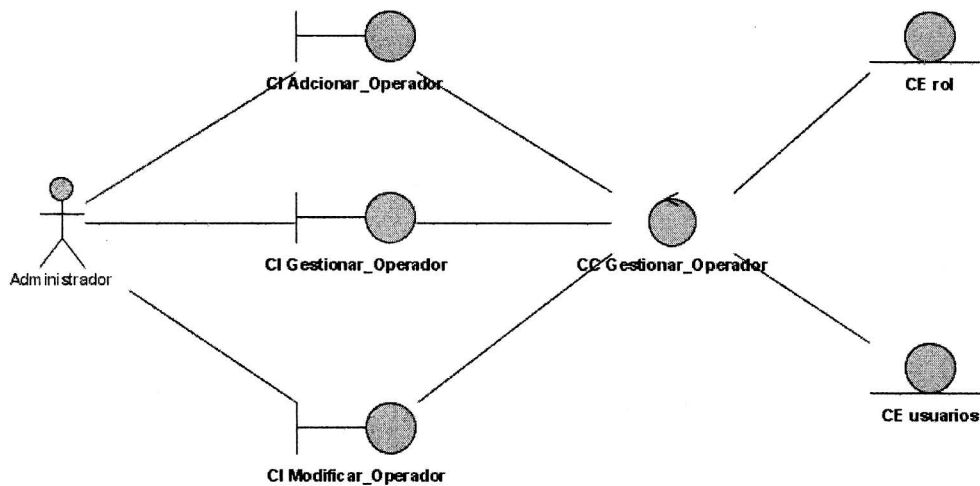 CI Adcionar_Operador
CE rol
Administrador
CI Gestionar_Operador
CC Gestionar_Operador
CI Modificar_Operador
CE usuarios